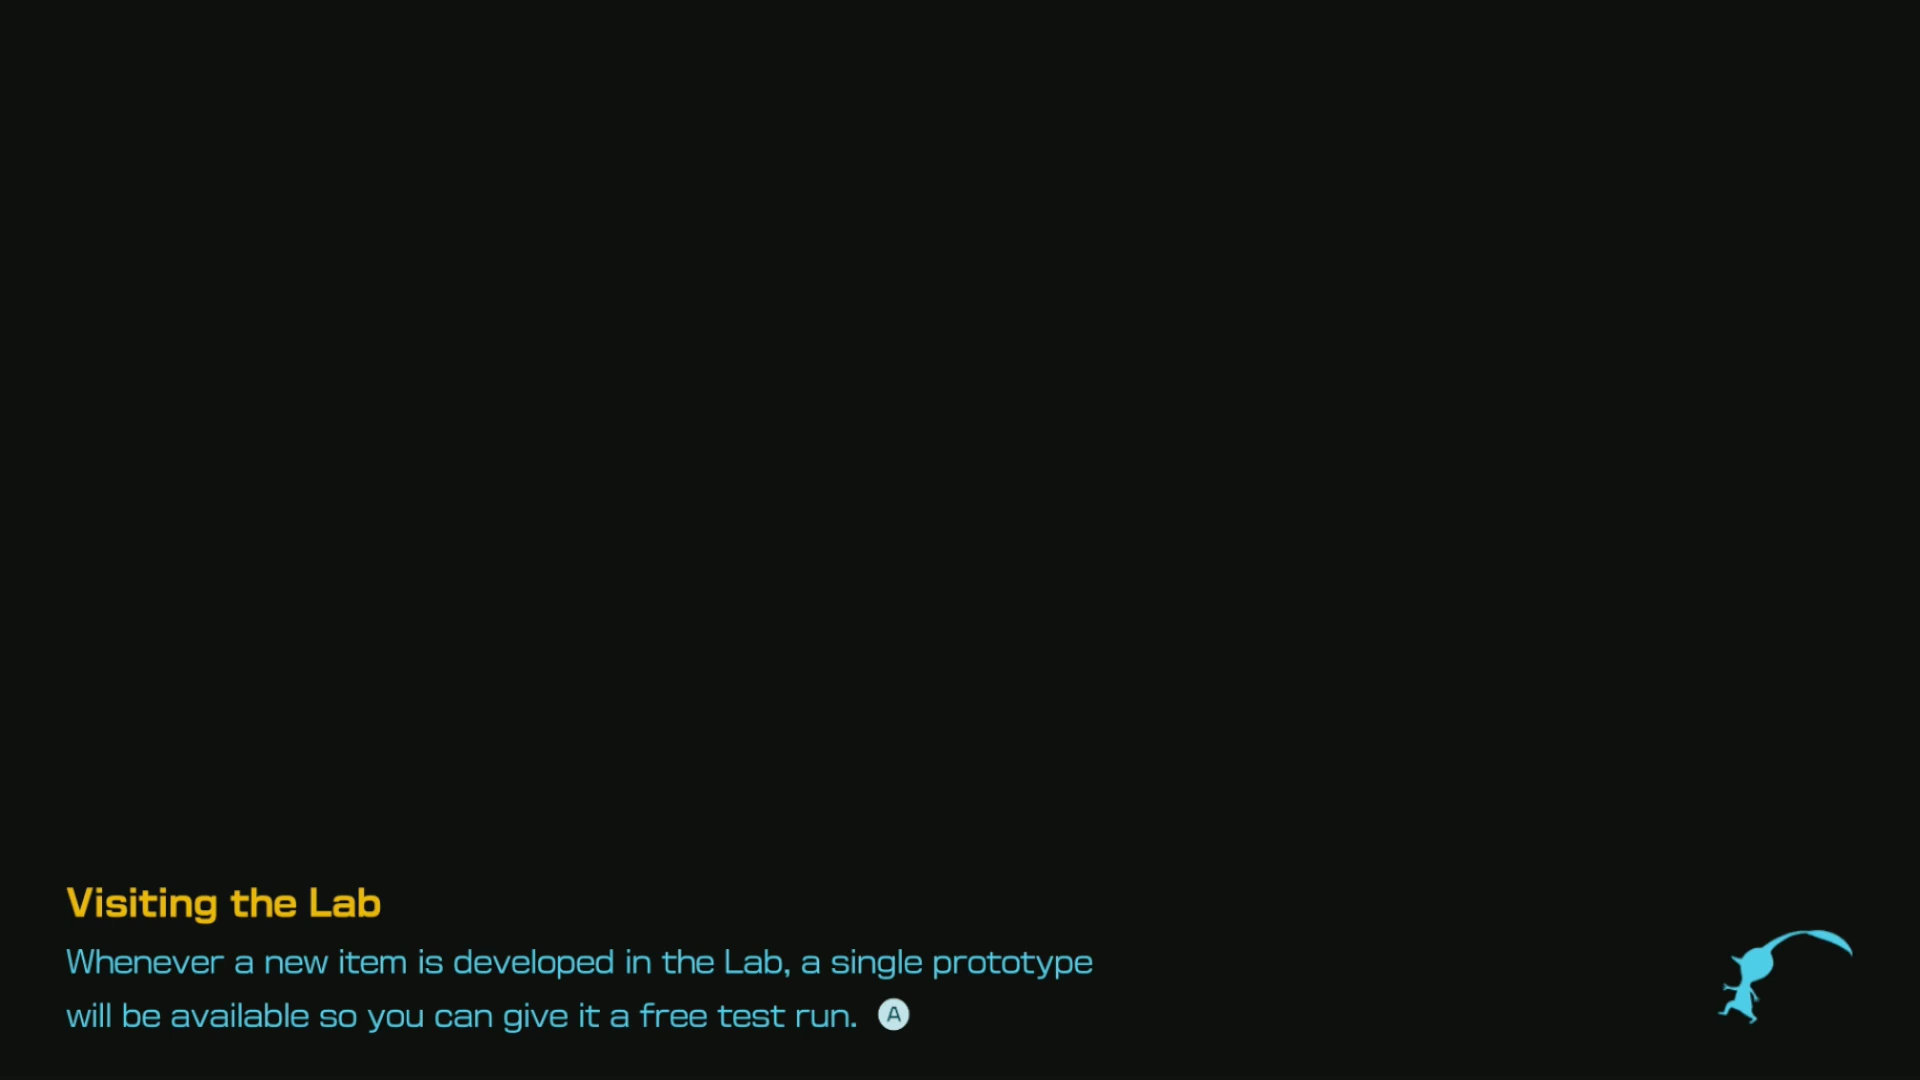 Visiting the Lab
Whenever a new item is developed in the Lab, a single prototype
will be available so you can give it a free test run. A